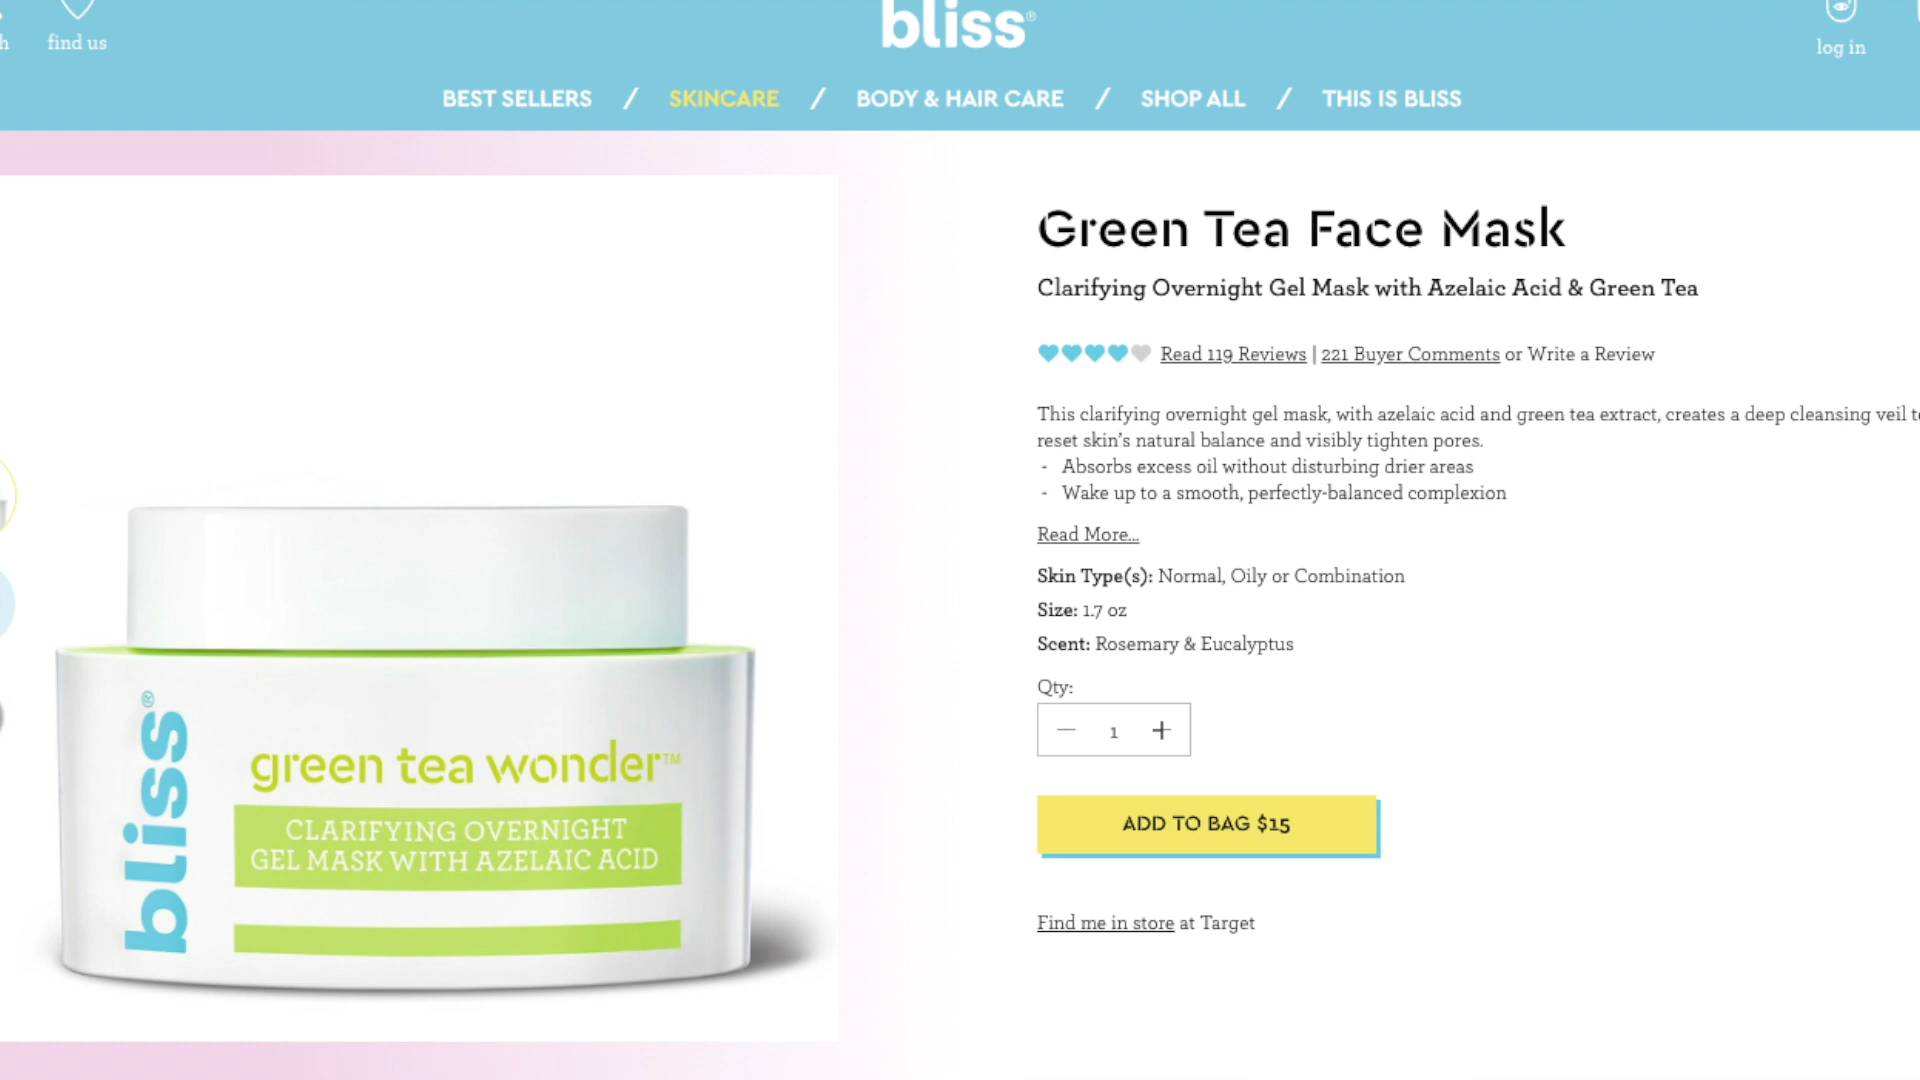 find us
bliss®
log in
BEST SELLERS / SKINCARE / BODY & HAIR CARE / SHOP ALL / THIS IS BLISS
Green Tea Face Mask
Clarifying Overnight Gel Mask with Azelaic Acid & Green Tea
Read 119 Reviews | 221 Buyer Comments or Write a Review
This clarifying overnight gel mask, with azelaic acid and green tea extract, creates a deep cleansing veil
reset skin's natural balance and visibly tighten pores.
- Absorbs excess oil without disturbing drier areas
- Wake up to a smooth, perfectly-balanced complexion
Read More...
Skin Type(s): Normal, Oily or Combination
Size: 1.7 oz
Scent: Rosemary & Eucalyptus
Qty:
— 1 +
ADD TO BAG $15
Find me in store at Target
bliss®
green tea wonder™
CLARIFYING OVERNIGHT
GEL MASK WITH AZELAIC ACID